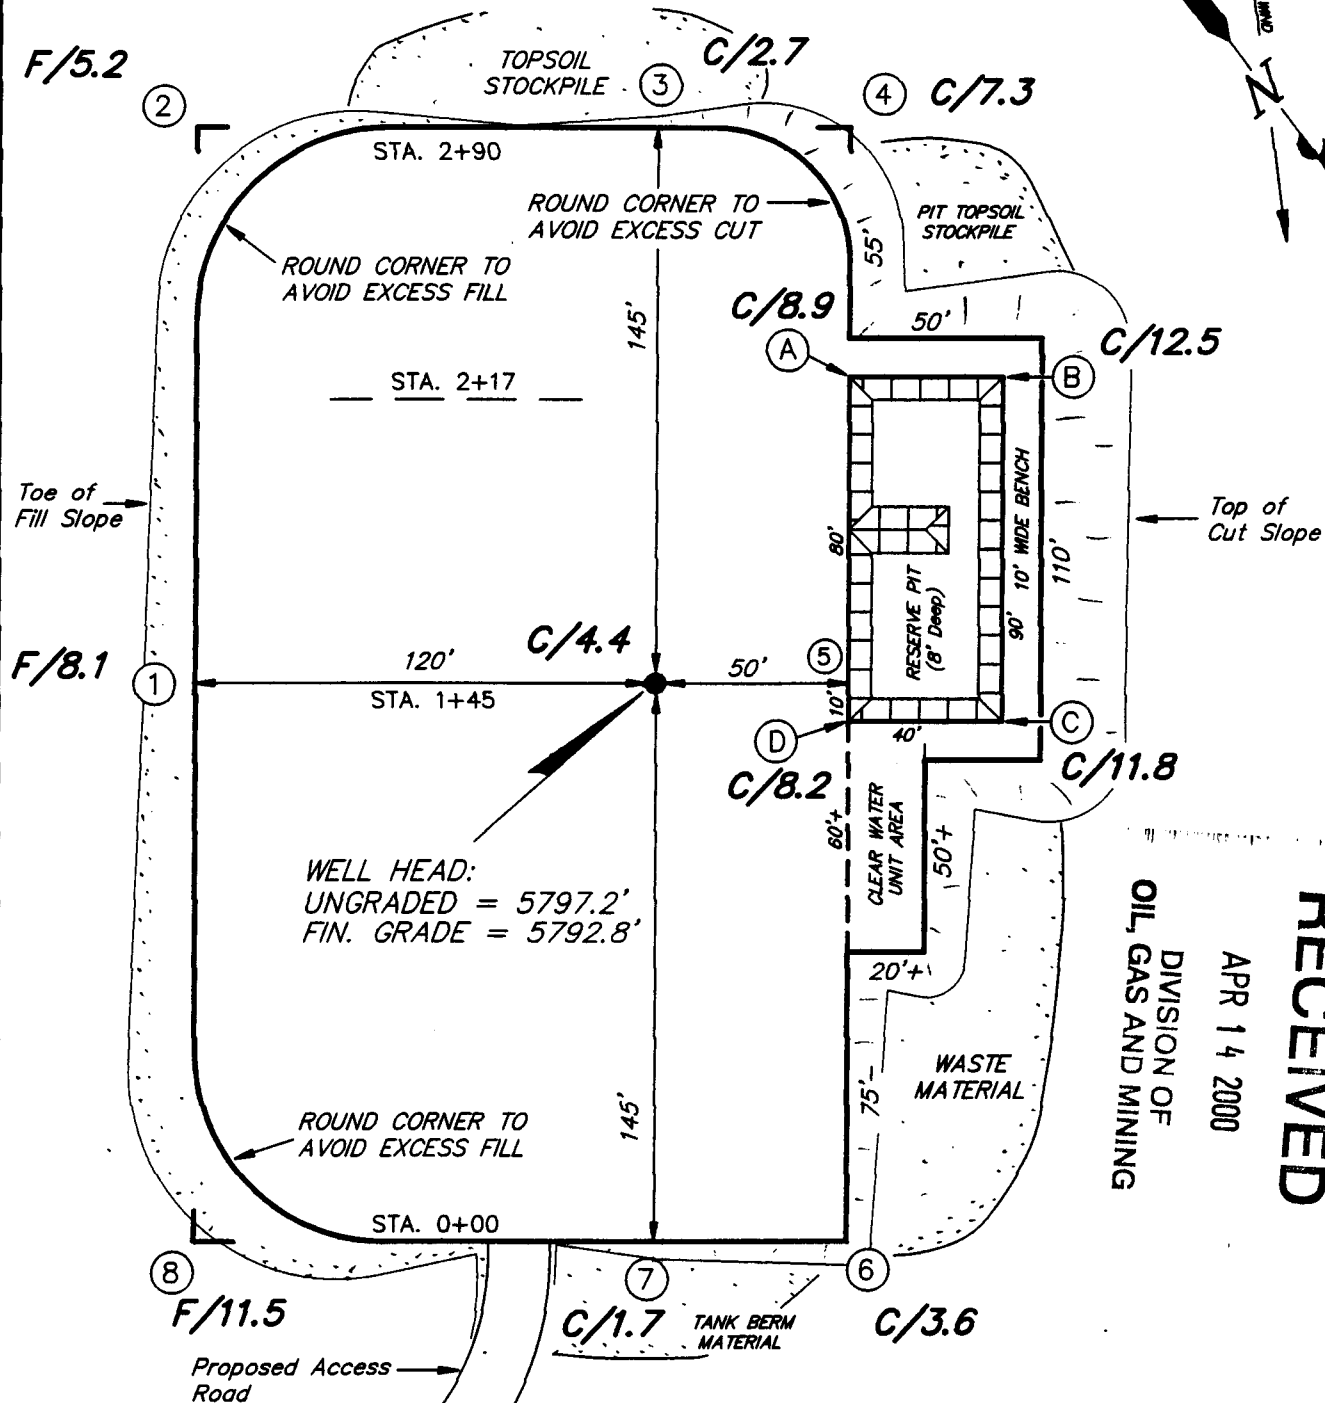 F/5.2
2
TOPSOIL
STOCKPILE
3
C/2.7
4
C/7.3
N
STA. 2+90
ROUND CORNER TO
AVOID EXCESS CUT
55'
PIT TOPSOIL
STOCKPILE
ROUND CORNER TO
AVOID EXCESS FILL
145'
C/8.9
50'
A
C/12.5
B
STA. 2+17
Toe of
Fill Slope
80'
RESERVE PIT
(8' Deep)
90'
10' WIDE BENCH
110'
Top of
Cut Slope
F/8.1
1
120'
STA. 1+45
C/4.4
50'
5
10'
D
40'
C
C/8.2
C/11.8
60'+
CLEAR WATER
UNIT AREA
50'+
WELL HEAD:
UNGRADED = 5797.2'
FIN. GRADE = 5792.8'
20'+
RECEIVED
APR 14 2000
DIVISION OF
OIL, GAS AND MINING
WASTE
MATERIAL
75'-
145'
ROUND CORNER TO
AVOID EXCESS FILL
STA. 0+00
8
F/11.5
7
C/1.7
TANK BERM
MATERIAL
6
C/3.6
Proposed Access
Road